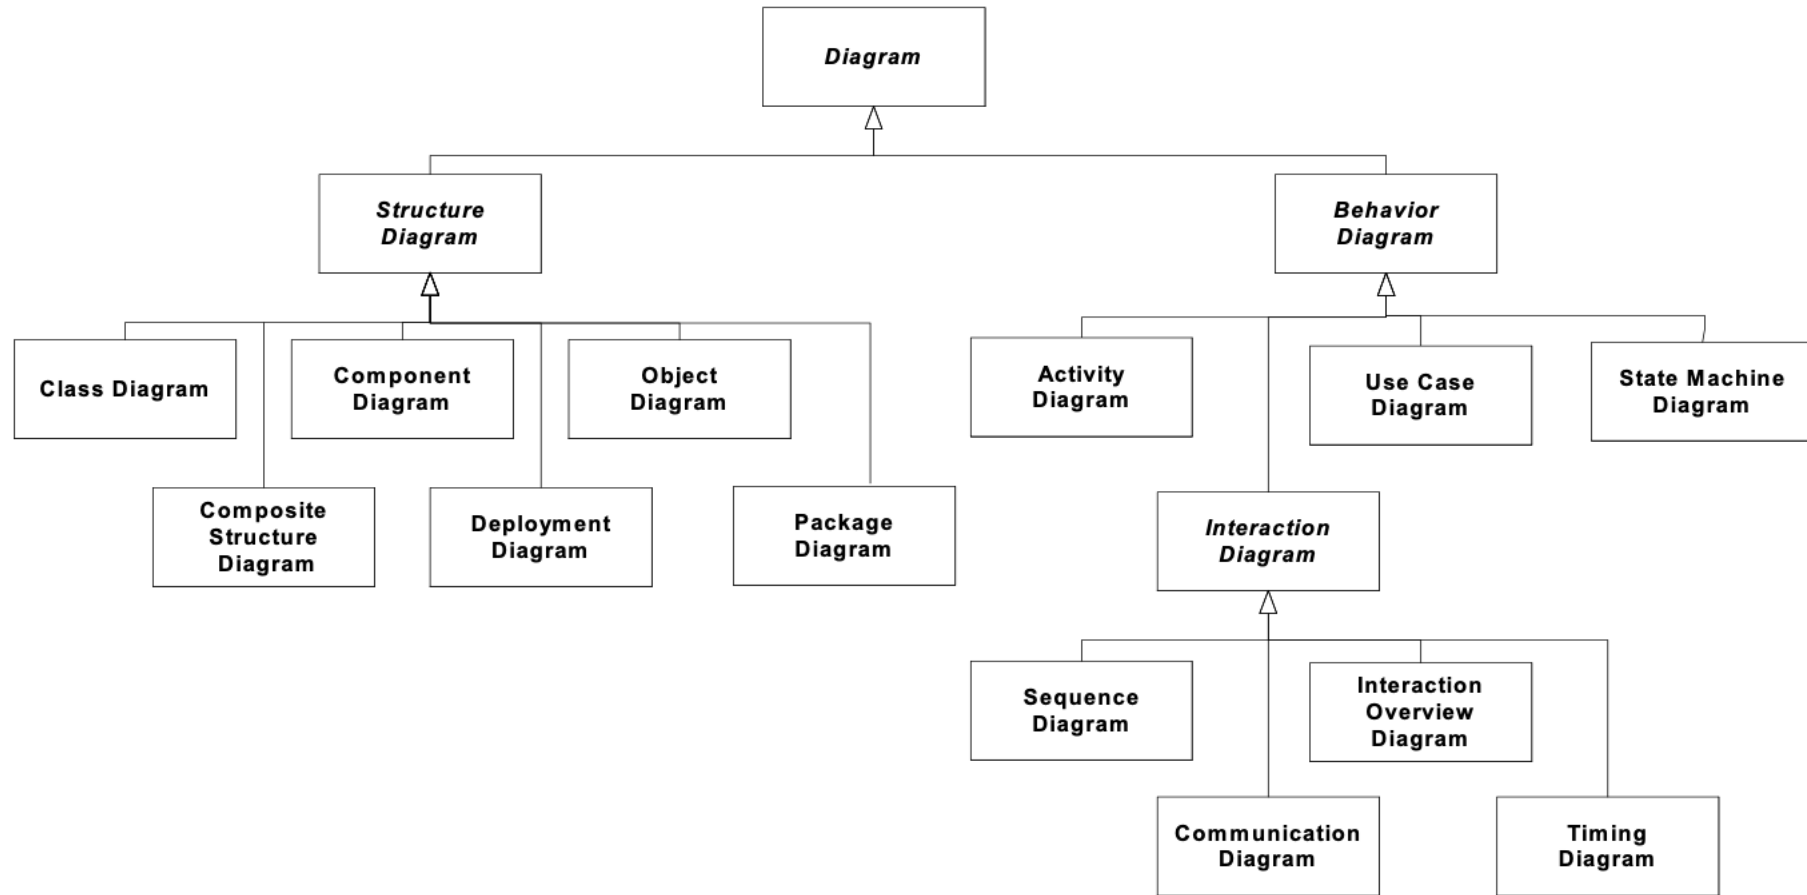 Diagram
Structure
Diagram
Behavior
Diagram
Class Diagram
Component
Diagram
Object
Diagram
Activity
Diagram
Use Case
Diagram
State Machine
Diagram
Composite
Structure
Diagram
Deployment
Diagram
Package
Diagram
Interaction
Diagram
Sequence
Diagram
Interaction
Overview
Diagram
Communication
Diagram
Timing
Diagram